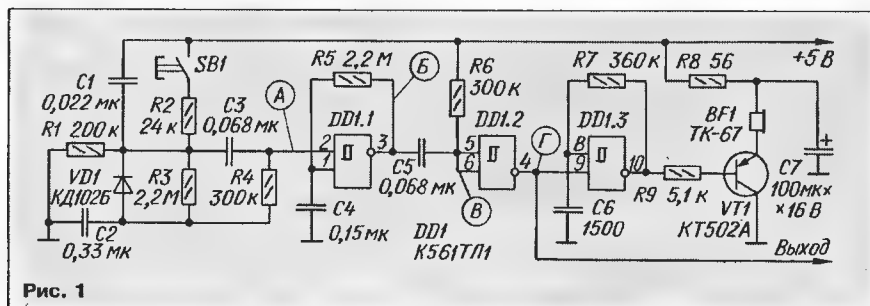 +5 В
SB1
C1
0,022 мк
R1 200 к
R2
24 к
C3
0,068 мк
А
R5 2,2 М
Б
DD1.1
2
1
3
VD1
КД102Б
R3
2,2 М
R4
300 к
C2
0,33 мк
C4
0,15 мк
C5
0,068 мк
R6
300 к
DD1.2
5
6
4
В
Г
DD1
К561ТЛ1
R7 360 к
DD1.3
8
9
10
R8 56
BF1
ТК-67
R9
5,1 к
C6
1500
VT1
КТ502А
+
C7
100мк×
×16 В
Выход
Рис. 1